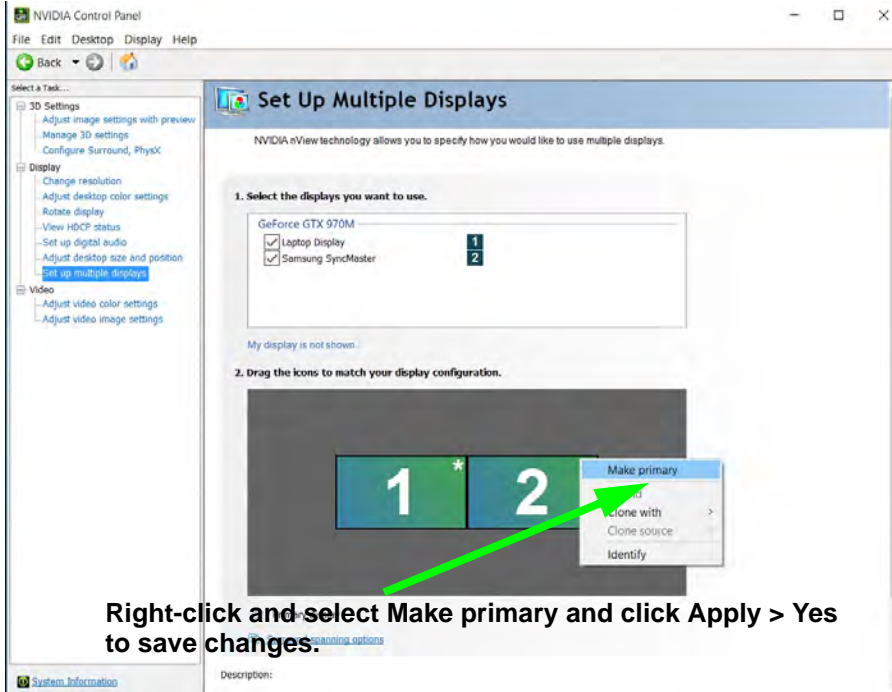 NVIDIA Control Panel
File Edit Desktop Display Help
Back
Select a Task...
3D Settings
Adjust image settings with preview
Manage 3D settings
Configure Surround, PhysX
Display
Change resolution
Adjust desktop color settings
Rotate display
View HDCP status
Set up digital audio
Adjust desktop size and position
Set up multiple displays
Video
Adjust video color settings
Adjust video image settings
System Information
Set Up Multiple Displays
NVIDIA nView technology allows you to specify how you would like to use multiple displays.
1. Select the displays you want to use.
GeForce GTX 970M
Laptop Display 1
Samsung SyncMaster 2
My display is not shown...
2. Drag the icons to match your display configuration.
1 * 2
Make primary
Clone with >
Clone source
Identify
Right-click and select Make primary and click Apply > Yes
to save changes.
spanning options
Description: